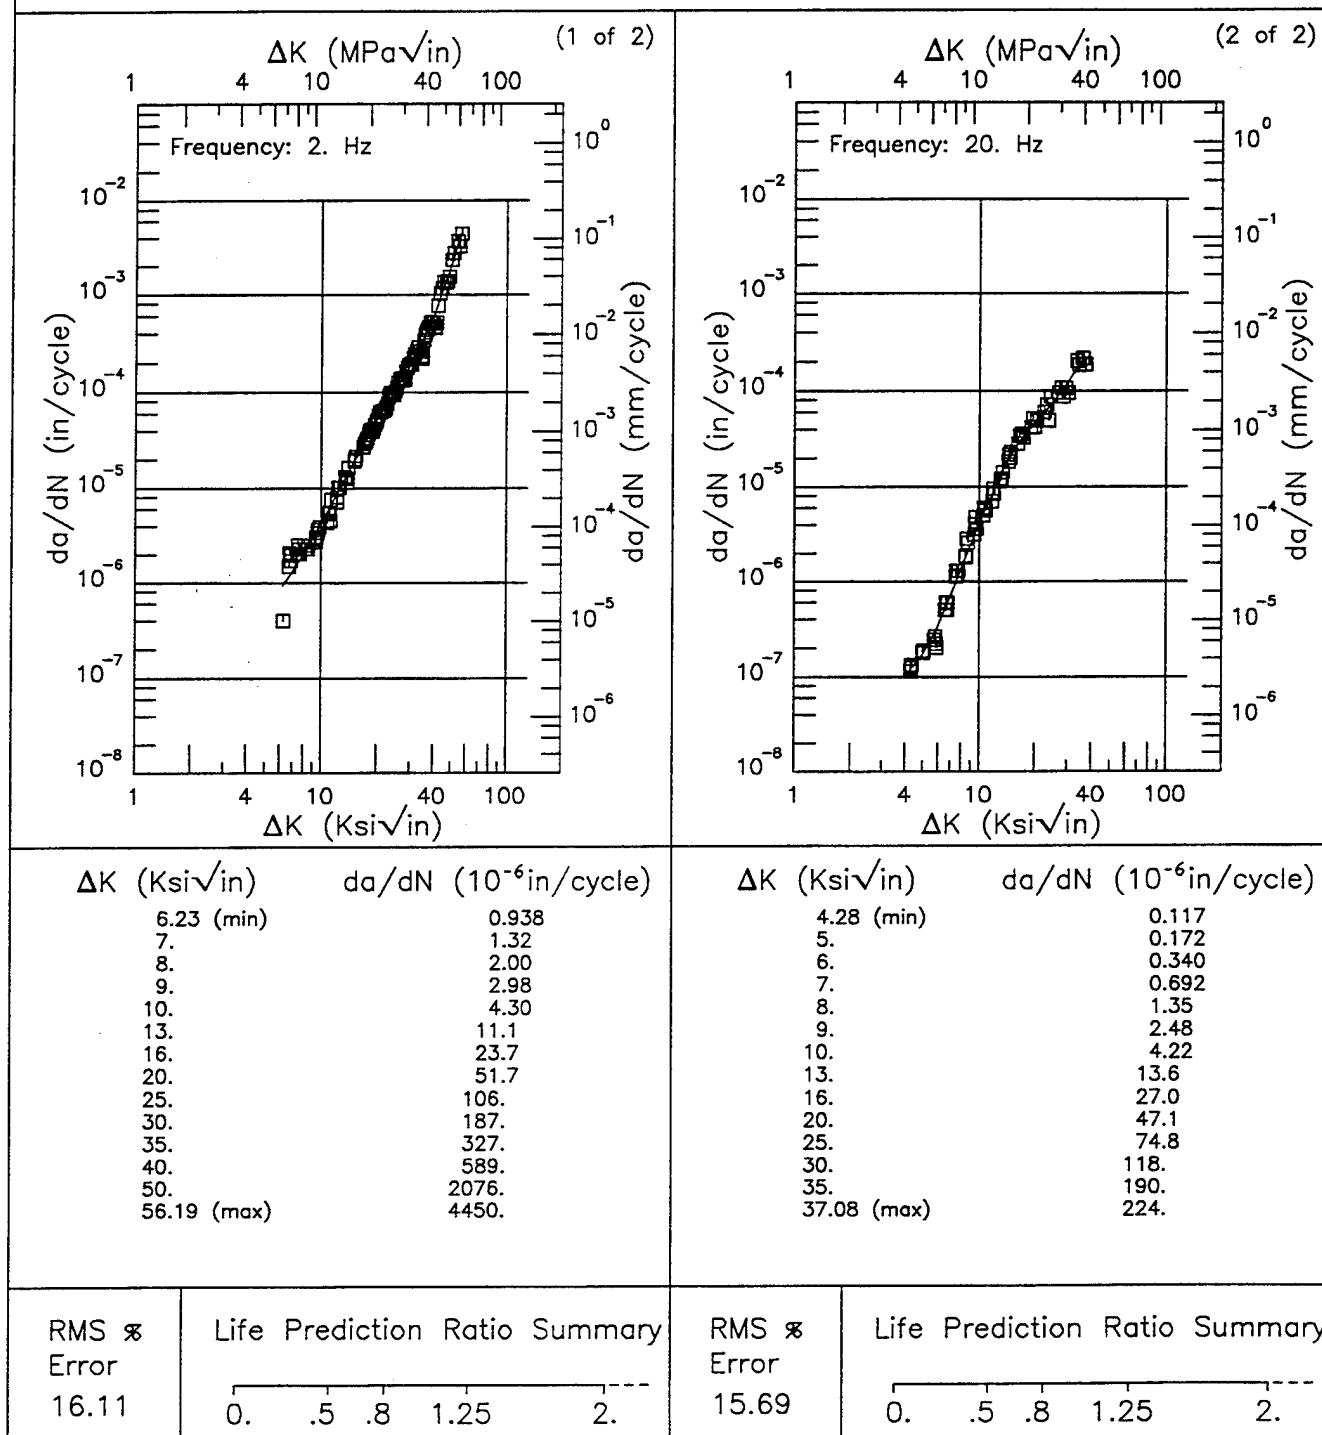 (1 of 2)
ΔK (MPa√in)
1 4 10 40 100
Frequency: 2. Hz
10⁰
10⁻²
10⁻¹
10⁻³
10⁻²
10⁻⁴
10⁻³
10⁻⁵
10⁻⁴
10⁻⁶
10⁻⁵
10⁻⁷
10⁻⁶
10⁻⁸
da/dN (in/cycle)
da/dN (mm/cycle)
1 4 10 40 100
ΔK (Ksi√in)
ΔK (Ksi√in) da/dN (10⁻⁶in/cycle)
6.23 (min) 0.938
7. 1.32
8. 2.00
9. 2.98
10. 4.30
13. 11.1
16. 23.7
20. 51.7
25. 106.
30. 187.
35. 327.
40. 589.
50. 2076.
56.19 (max) 4450.
RMS % Error
16.11
Life Prediction Ratio Summary
0. .5 .8 1.25 2.
(2 of 2)
ΔK (MPa√in)
1 4 10 40 100
Frequency: 20. Hz
10⁰
10⁻²
10⁻¹
10⁻³
10⁻²
10⁻⁴
10⁻³
10⁻⁵
10⁻⁴
10⁻⁶
10⁻⁵
10⁻⁷
10⁻⁶
10⁻⁸
da/dN (in/cycle)
da/dN (mm/cycle)
1 4 10 40 100
ΔK (Ksi√in)
ΔK (Ksi√in) da/dN (10⁻⁶in/cycle)
4.28 (min) 0.117
5. 0.172
6. 0.340
7. 0.692
8. 1.35
9. 2.48
10. 4.22
13. 13.6
16. 27.0
20. 47.1
25. 74.8
30. 118.
35. 190.
37.08 (max) 224.
RMS % Error
15.69
Life Prediction Ratio Summary
0. .5 .8 1.25 2.